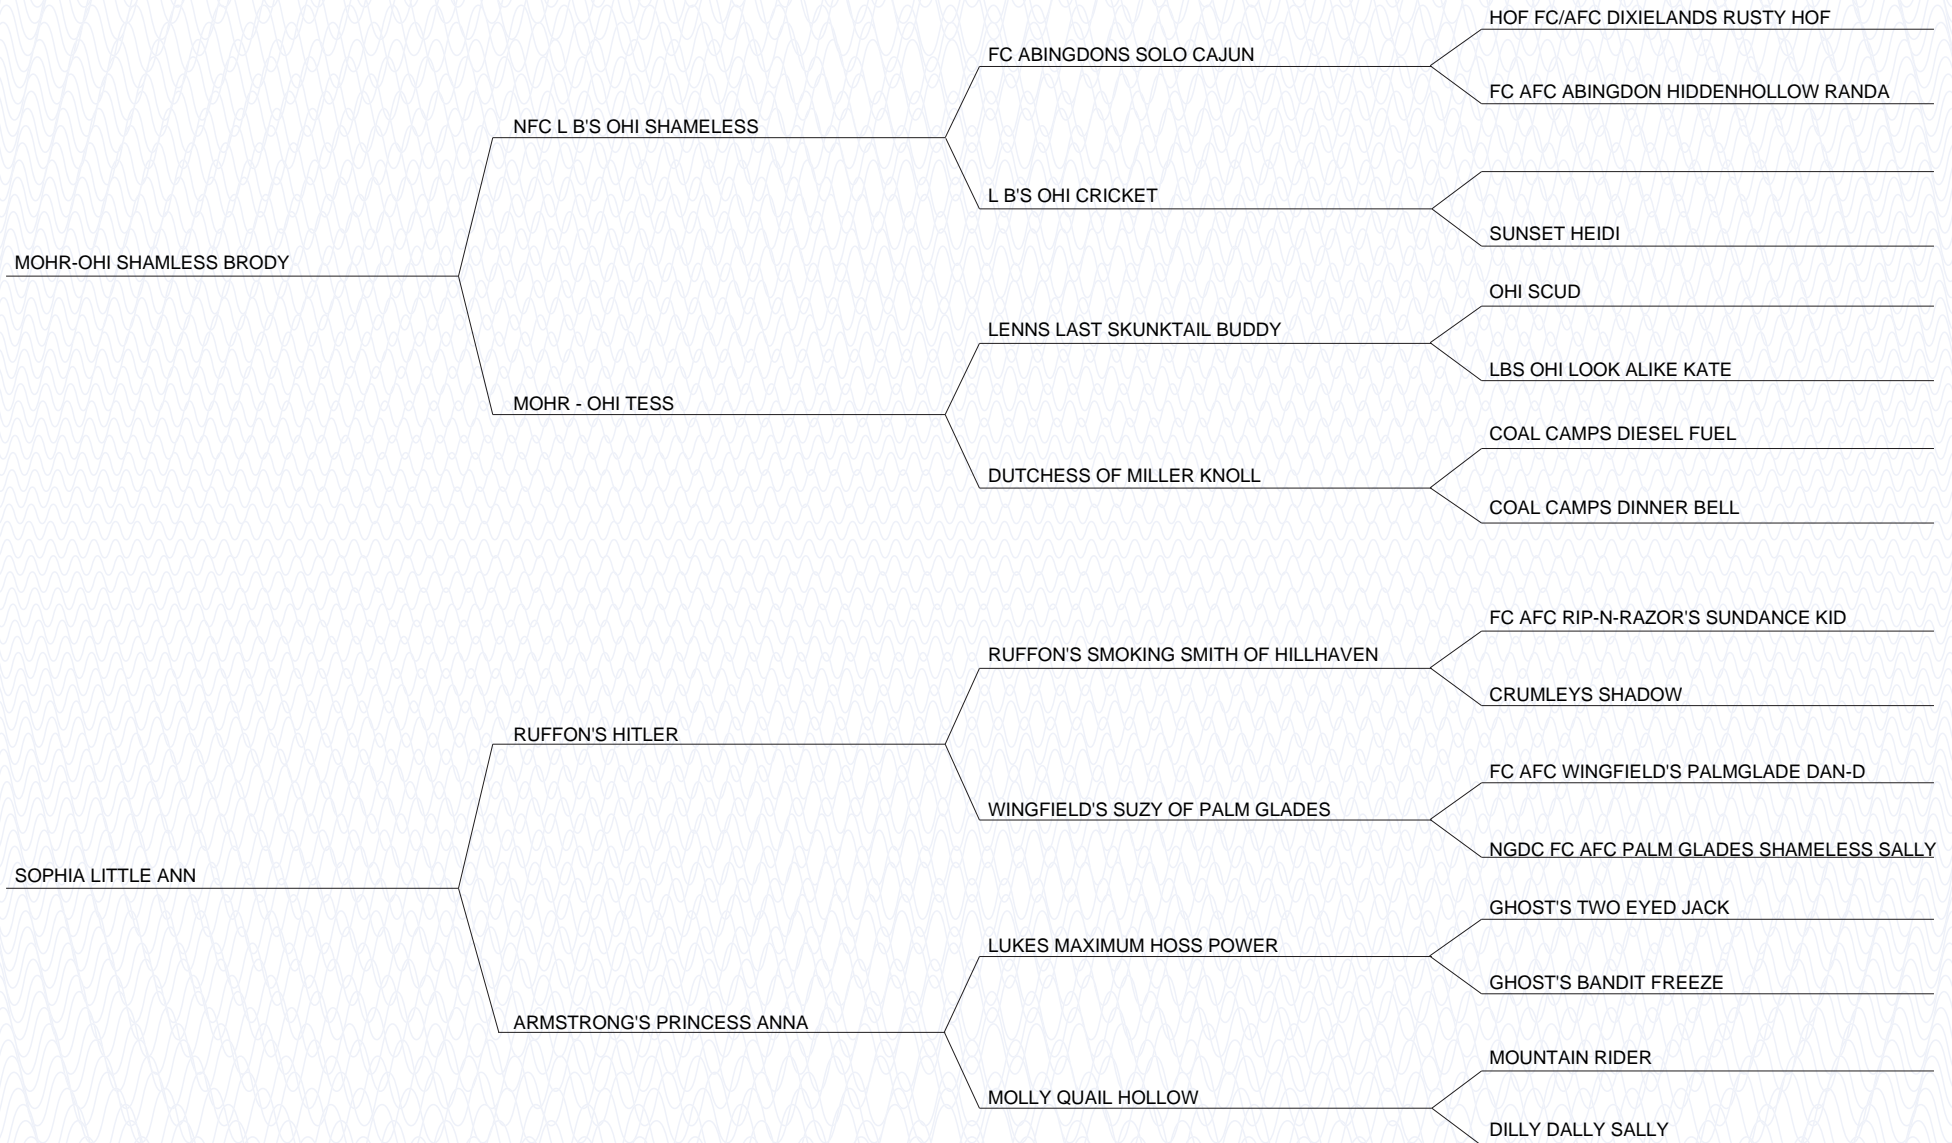 HOF FC/AFC DIXIELANDS RUSTY HOF
FC ABINGDONS SOLO CAJUN
FC AFC ABINGDON HIDDENHOLLOW RANDA
NFC L B'S OHI SHAMELESS
L B'S OHI CRICKET
SUNSET HEIDI
MOHR-OHI SHAMLESS BRODY
OHI SCUD
LENNS LAST SKUNKTAIL BUDDY
LBS OHI LOOK ALIKE KATE
MOHR - OHI TESS
COAL CAMPS DIESEL FUEL
DUTCHESS OF MILLER KNOLL
COAL CAMPS DINNER BELL
FC AFC RIP-N-RAZOR'S SUNDANCE KID
RUFFON'S SMOKING SMITH OF HILLHAVEN
CRUMLEYS SHADOW
RUFFON'S HITLER
FC AFC WINGFIELD'S PALMGLADE DAN-D
WINGFIELD'S SUZY OF PALM GLADES
NGDC FC AFC PALM GLADES SHAMELESS SALLY
SOPHIA LITTLE ANN
GHOST'S TWO EYED JACK
LUKES MAXIMUM HOSS POWER
GHOST'S BANDIT FREEZE
ARMSTRONG'S PRINCESS ANNA
MOUNTAIN RIDER
MOLLY QUAIL HOLLOW
DILLY DALLY SALLY